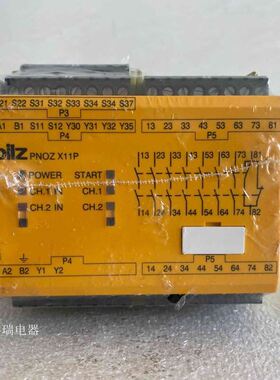 21 S22 S31 S32 S33 S34 S34 S37
P3
A1 B1 S11 S12 Y30 Y31 Y32 Y35
P4
13 23 33 43 53 63 73 81
P5
pilz
PNOZ X11P
POWER START
CH.1 IN CH.1
CH.2 IN CH.2
13 23 33 43 53 63 73 81
14 24 34 44 54 64 74 82
P4
A2 B2 Y1 Y2
P5
14 24 34 44 54 64 74 82
瑞电器